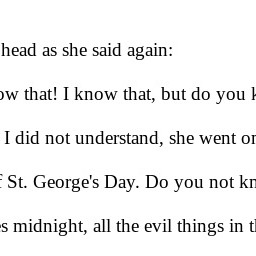 head as she said again:
ow that! I know that, but do you k
I did not understand, she went on
f St. George's Day. Do you not kn
s midnight, all the evil things in th